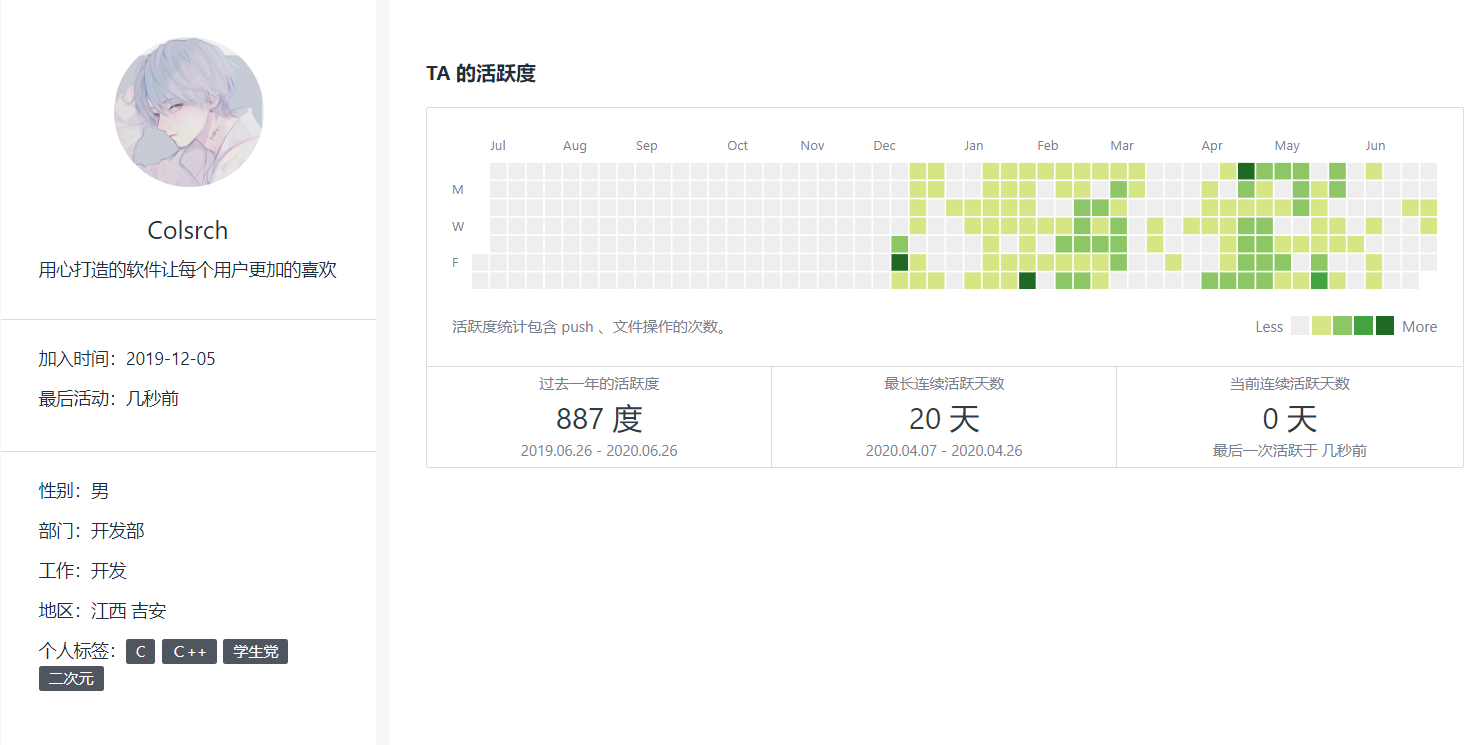 Colsrch
用心打造的软件让每个用户更加的喜欢
加入时间：2019-12-05
最后活动：几秒前
性别：男
部门：开发部
工作：开发
地区：江西 吉安
个人标签： C C++ 学生党
二次元
TA 的活跃度
Jul Aug Sep Oct Nov Dec Jan Feb Mar Apr May Jun
M
W
F
活跃度统计包含 push 、文件操作的次数。
Less More
过去一年的活跃度
887 度
2019.06.26 - 2020.06.26
最长连续活跃天数
20 天
2020.04.07 - 2020.04.26
当前连续活跃天数
0 天
最后一次活跃于 几秒前